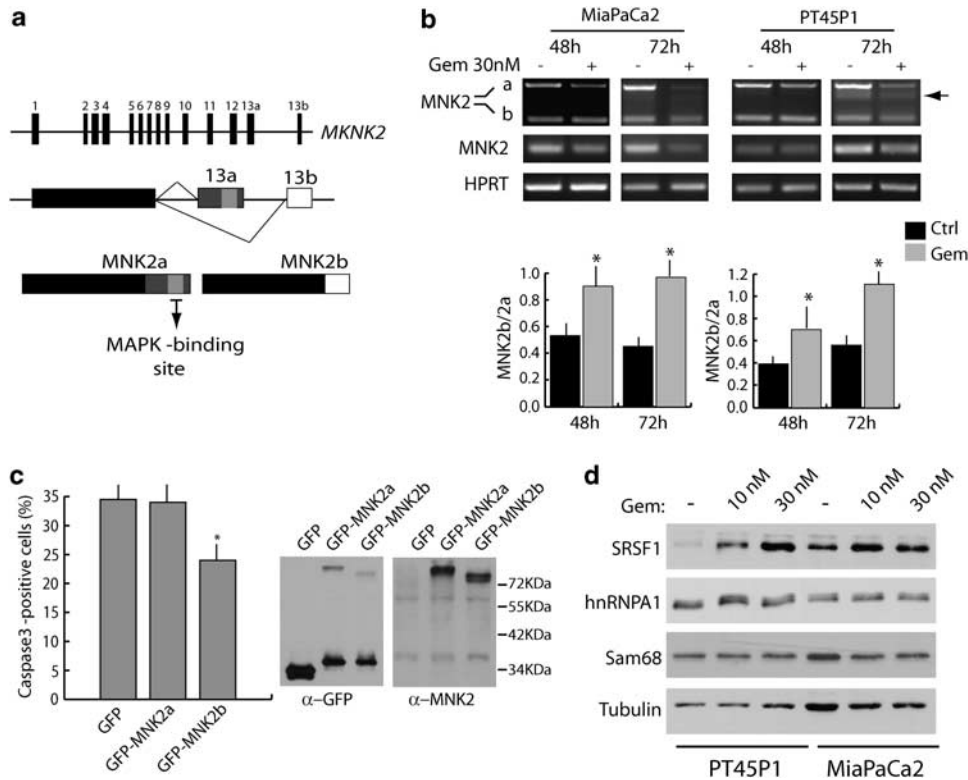 a
1 2 3 4 5 6 7 8 9 10 11 12 13a 13b
MKNK2
13a 13b
MNK2a MNK2b
MAPK -binding
site
b
MiaPaCa2 PT45P1
48h 72h 48h 72h
Gem 30nM - + - + - + - +
a
MNK2
b
MNK2
HPRT
Ctrl
Gem
MNK2b/2a
1.0
0.8
0.6
0.4
0.2
0.0
* *
48h 72h
MNK2b/2a
1.2
1.0
0.8
0.6
0.4
0.2
0.0
* *
48h 72h
c
Caspase3 -positive cells (%)
35
35
25
20
15
10
5
5
*
GFP
GFP-MNK2a
GFP-MNK2b
GFP
GFP-MNK2a
GFP-MNK2b
GFP
GFP-MNK2a
GFP-MNK2b
72KDa
55KDa
42KDa
34KDa
α-GFP α-MNK2
d
Gem: - 10 nM 30 nM - 10 nM 30 nM
SRSF1
hnRNPA1
Sam68
Tubulin
PT45P1 MiaPaCa2